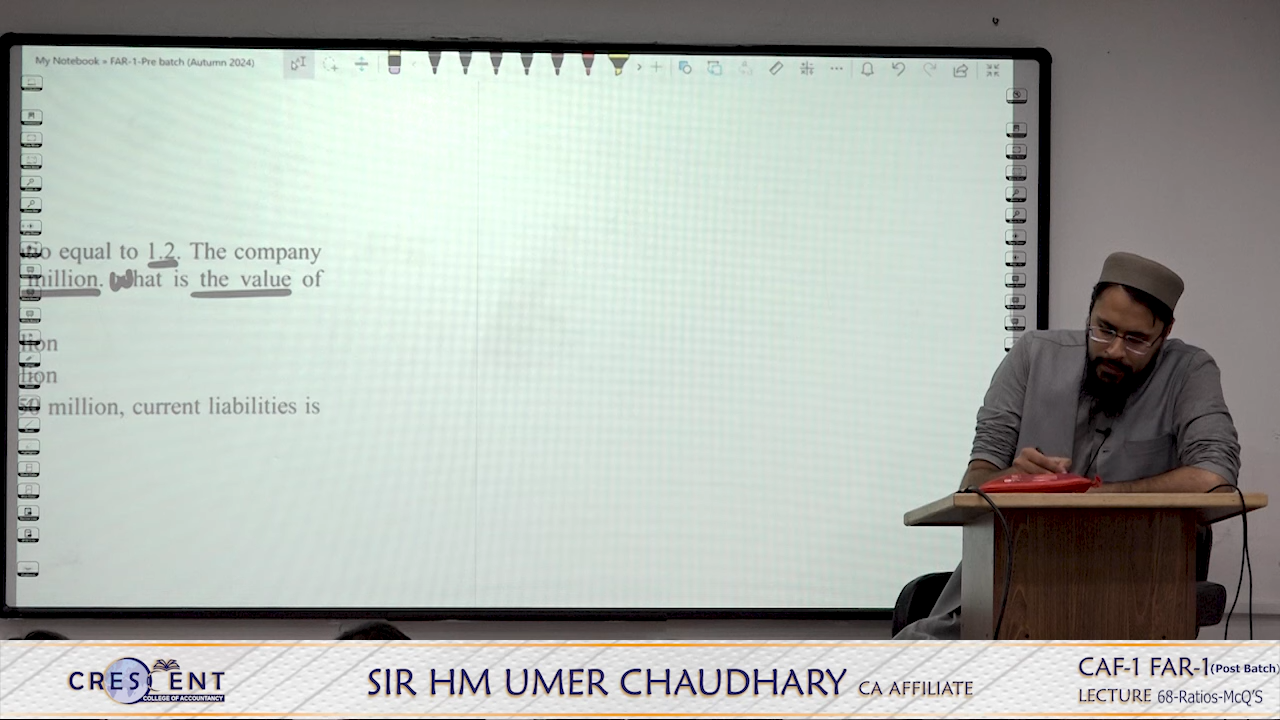 My Notebook » FAR-1-Pre batch (Autumn 2024)
io equal to 1.2. The company
million. What is the value of
lion
lion
50 million, current liabilities is
CRESCENT
COLLEGE OF ACCOUNTANCY
SIR HM UMER CHAUDHARY CA AFFILIATE
CAF-1 FAR-1(Post Batch)
LECTURE 68-Ratios-McQ'S